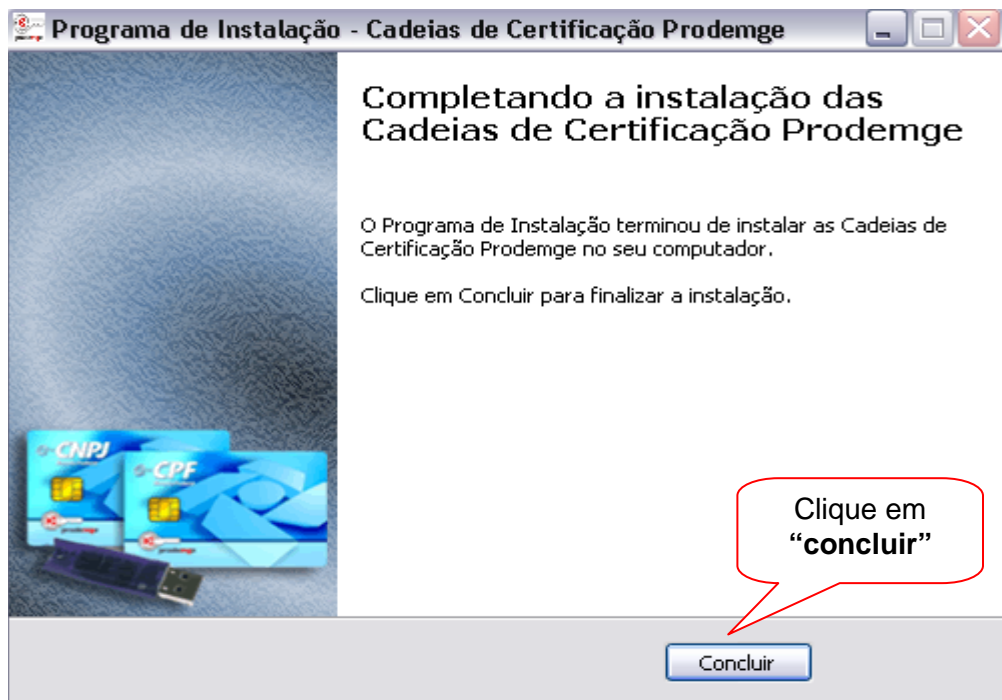 Programa de Instalação - Cadeias de Certificação Prodemge
Completando a instalação das
Cadeias de Certificação Prodemge
O Programa de Instalação terminou de instalar as Cadeias de
Certificação Prodemge no seu computador.
Clique em Concluir para finalizar a instalação.
e-CNPJ
e-CPF
prodemge
prodemge
Clique em
“concluir”
Concluir